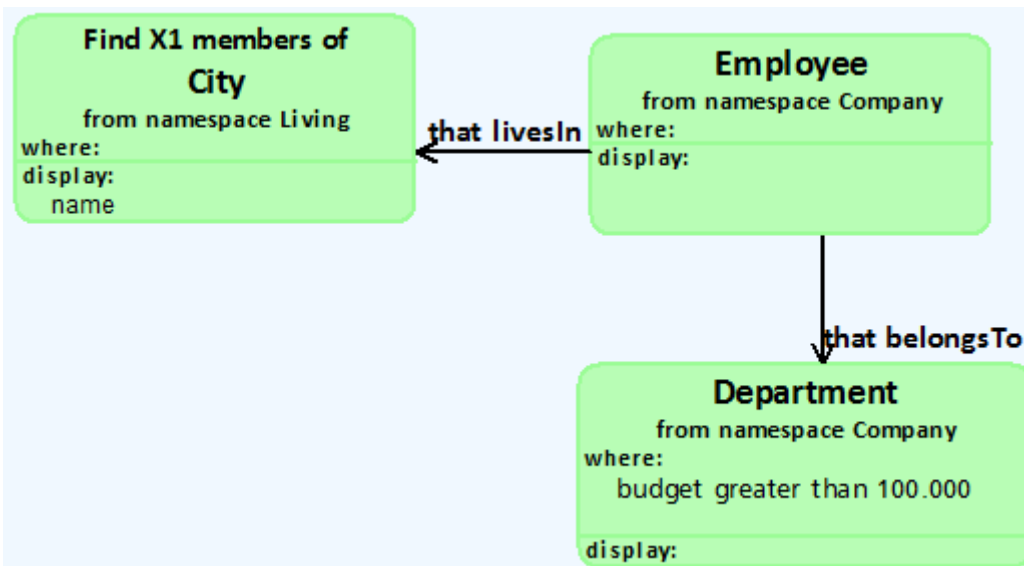 Find X1 members of
City
from namespace Living
where:
display:
name
that livesIn
Employee
from namespace Company
where:
display:
that belongsTo
Department
from namespace Company
where:
budget greater than 100.000
display: